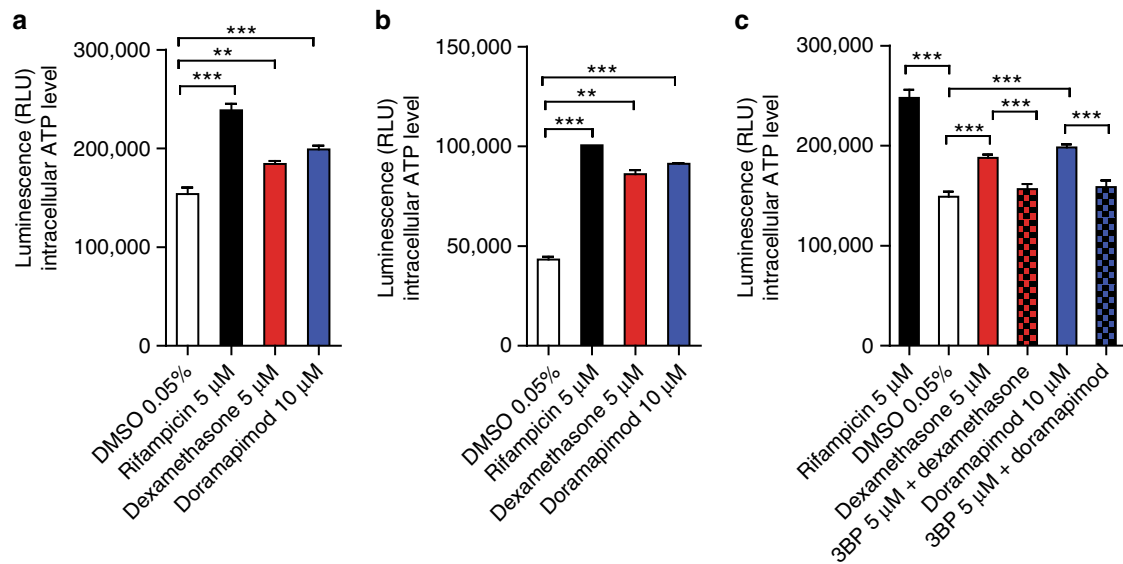 a
Luminescence (RLU)
intracellular ATP level
300,000
200,000
100,000
0
***
**
***
DMSO 0.05%
Rifampicin 5 μM
Dexamethasone 5 μM
Doramapimod 10 μM
b
Luminescence (RLU)
intracellular ATP level
150,000
100,000
50,000
0
***
**
***
DMSO 0.05%
Rifampicin 5 μM
Dexamethasone 5 μM
Doramapimod 10 μM
c
Luminescence (RLU)
intracellular ATP level
300,000
200,000
100,000
0
***
***
***
***
***
Rifampicin 5 μM
DMSO 0.05%
Dexamethasone 5 μM
3BP 5 μM + dexamethasone
Doramapimod 10 μM
3BP 5 μM + doramapimod